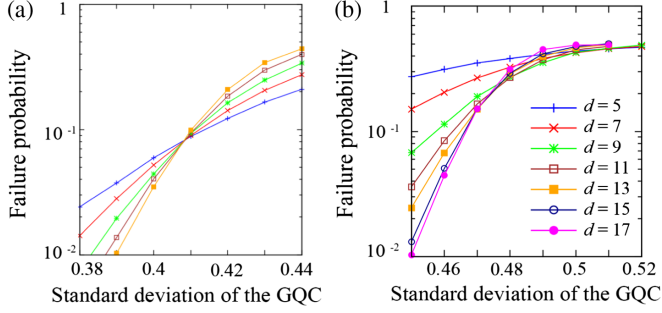 (a)
Failure probability
1
10⁻¹
10⁻²
0.38
0.4
0.42
0.44
Standard deviation of the GQC
(b)
Failure probability
1
10⁻¹
10⁻²
d = 5
d = 7
d = 9
d = 11
d = 13
d = 15
d = 17
0.46
0.48
0.5
0.52
Standard deviation of the GQC